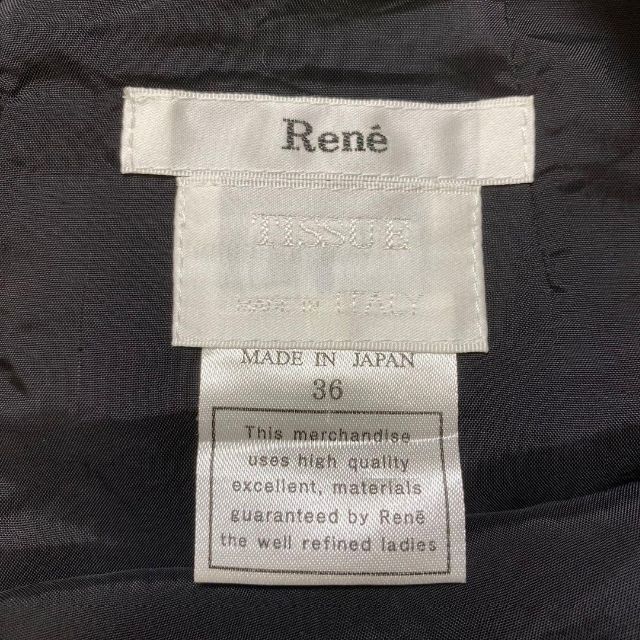 René
TISSUE
MADE IN ITALY
MADE IN JAPAN
36
This merchandise
uses high quality
excellent, materials
guaranteed by Renē
the well refined ladies